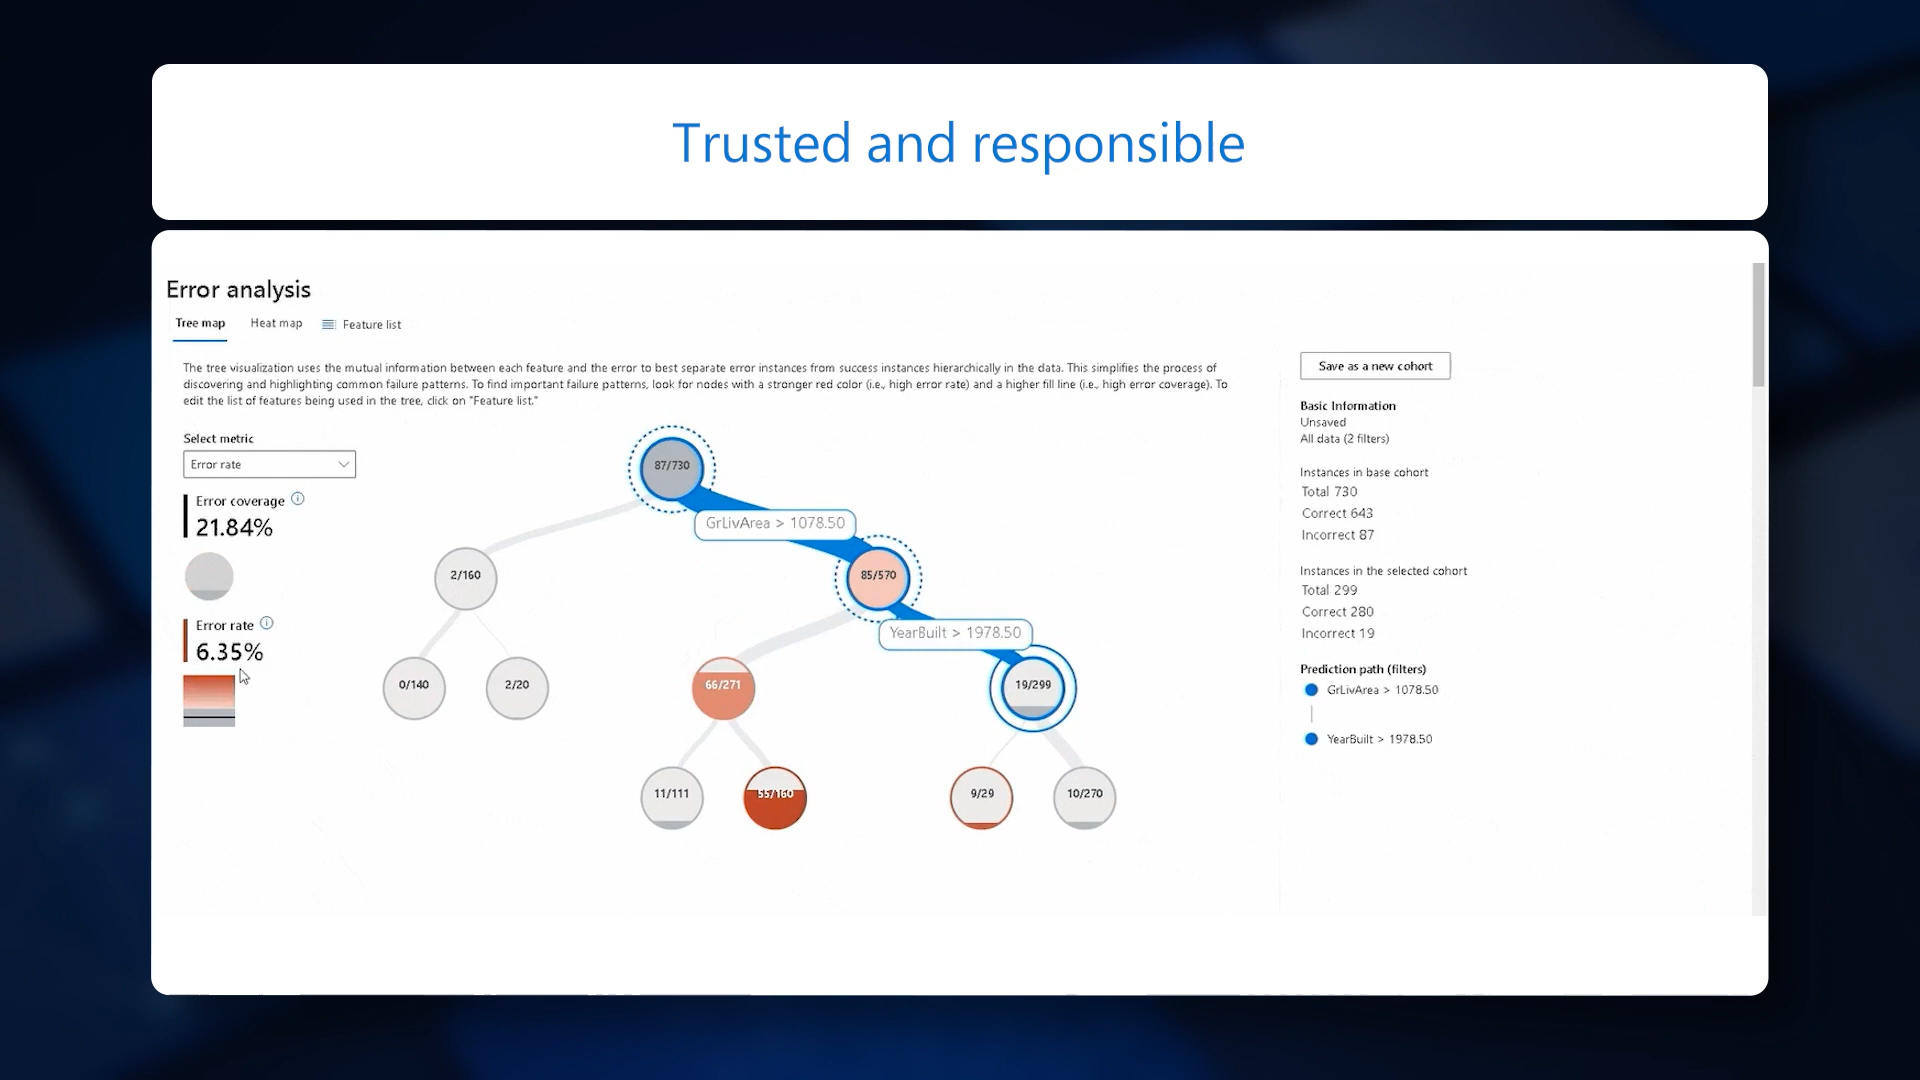 Trusted and responsible
Error analysis
Tree map
Heat map
Feature list
The tree visualization uses the mutual information between each feature and the error to best separate error instances from success instances hierarchically in the data. This simplifies the process of
discovering and highlighting common failure patterns. To find important failure patterns, look for nodes with a stronger red color (i.e., high error rate) and a higher fill line (i.e., high error coverage). To
edit the list of features being used in the tree, click on "Feature list."
Select metric
Error rate
Error coverage
21.84%
Error rate
6.35%
87/730
GrLivArea > 1078.50
2/160
85/570
YearBuilt > 1978.50
0/140
2/20
66/271
19/299
11/111
55/160
9/29
10/270
Save as a new cohort
Basic Information
Unsaved
All data (2 filters)
Instances in base cohort
Total 730
Correct 643
Incorrect 87
Instances in the selected cohort
Total 299
Correct 280
Incorrect 19
Prediction path (filters)
GrLivArea > 1078.50
YearBuilt > 1978.50